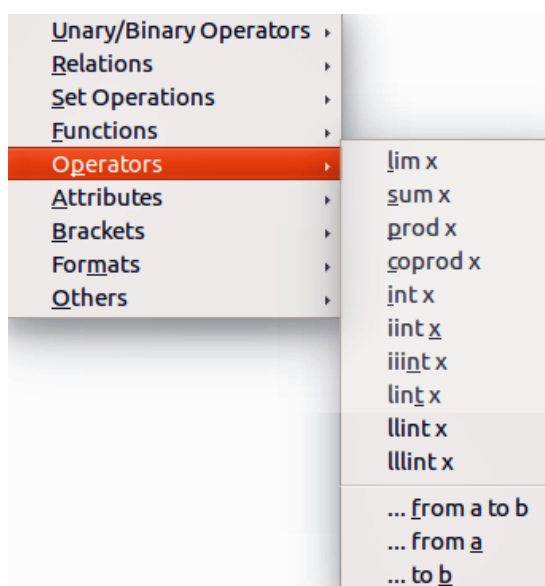 Unary/Binary Operators
Relations
Set Operations
Functions
Operators
Attributes
Brackets
Formats
Others
lim x
sum x
prod x
coprod x
int x
iint x
iiint x
lint x
llint x
lllint x
... from a to b
... from a
... to b